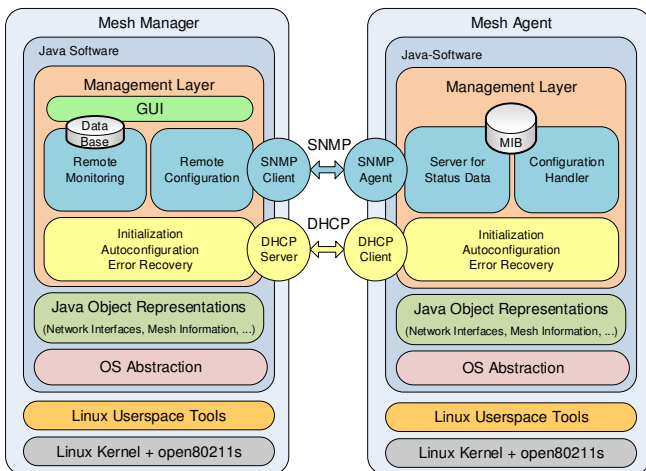 Mesh Manager
Java Software
Management Layer
GUI
Data
Base
Remote
Monitoring
Remote
Configuration
SNMP
Client
Initialization
Autoconfiguration
Error Recovery
DHCP
Server
Java Object Representations
(Network Interfaces, Mesh Information, ...)
OS Abstraction
Linux Userspace Tools
Linux Kernel + open80211s
SNMP
DHCP
Mesh Agent
Java-Software
Management Layer
MIB
SNMP
Agent
Server for
Status Data
Configuration
Handler
DHCP
Client
Initialization
Autoconfiguration
Error Recovery
Java Object Representations
(Network Interfaces, Mesh Information, ...)
OS Abstraction
Linux Userspace Tools
Linux Kernel + open80211s